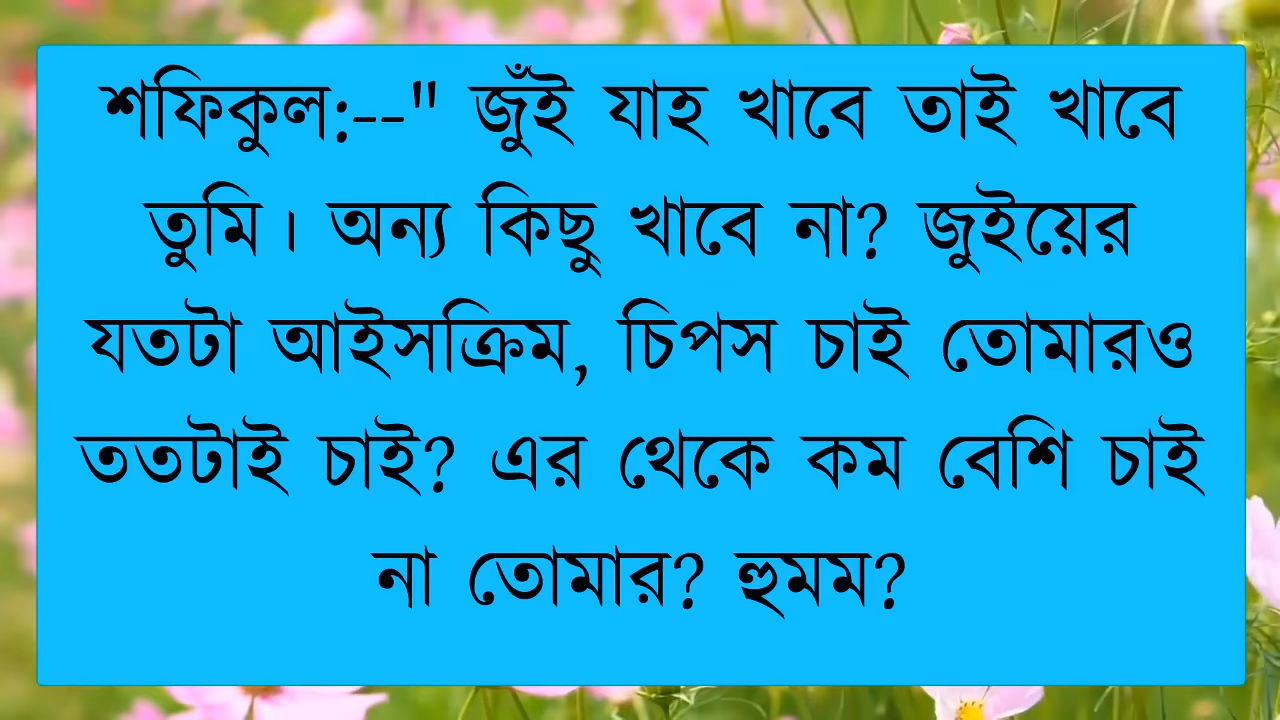 শফিকুল:--" জুঁই যাহ খাবে তাই খাবে
তুমি। অন্য কিছু খাবে না? জুইয়ের
যতটা আইসক্রিম, চিপস চাই তোমারও
ততটাই চাই? এর থেকে কম বেশি চাই
না তোমার? হুমম?